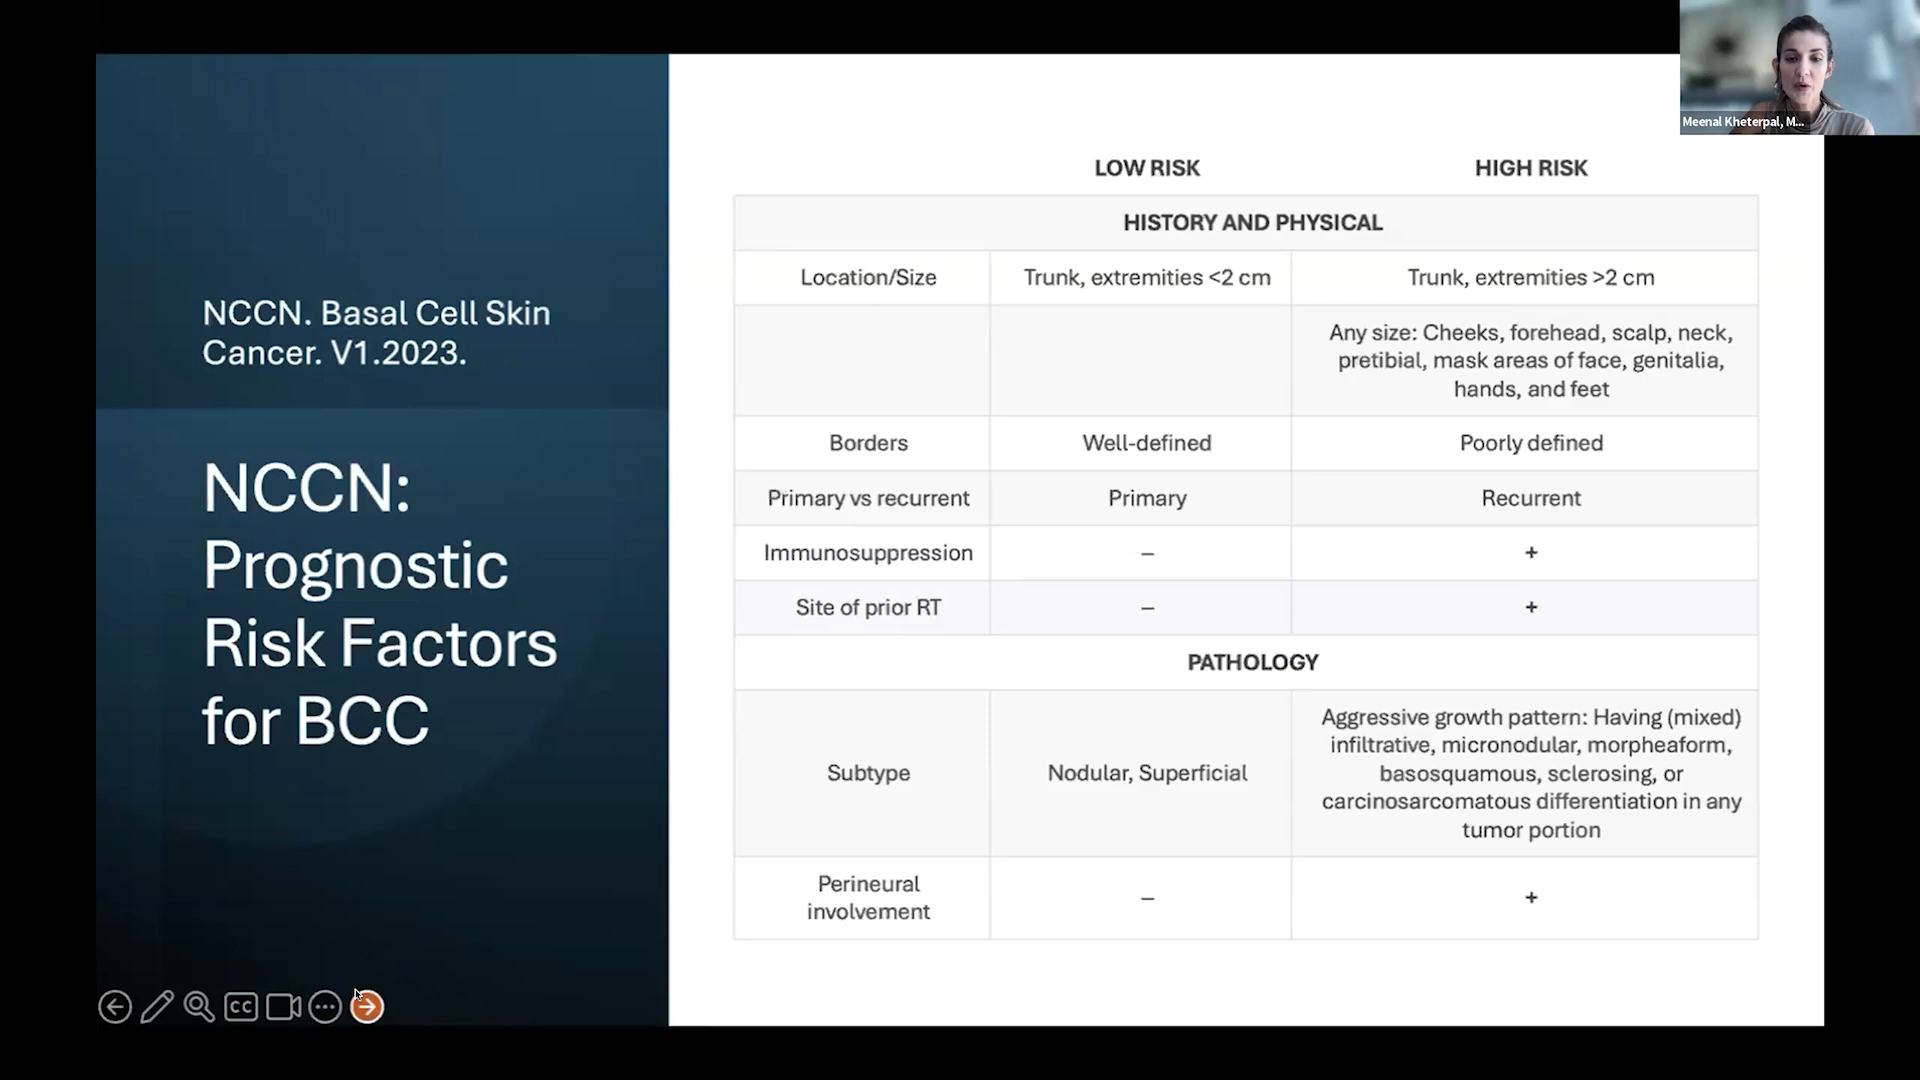 Meenal Kheterpal, M...
NCCN. Basal Cell Skin
Cancer. V1.2023.
NCCN:
Prognostic
Risk Factors
for BCC
LOW RISK HIGH RISK
HISTORY AND PHYSICAL
Location/Size Trunk, extremities <2 cm Trunk, extremities >2 cm
Any size: Cheeks, forehead, scalp, neck,
pretibial, mask areas of face, genitalia,
hands, and feet
Borders Well-defined Poorly defined
Primary vs recurrent Primary Recurrent
Immunosuppression – +
Site of prior RT – +
PATHOLOGY
Subtype Nodular, Superficial
Aggressive growth pattern: Having (mixed)
infiltrative, micronodular, morpheaform,
basosquamous, sclerosing, or
carcinosarcomatous differentiation in any
tumor portion
Perineural
involvement – +
CC